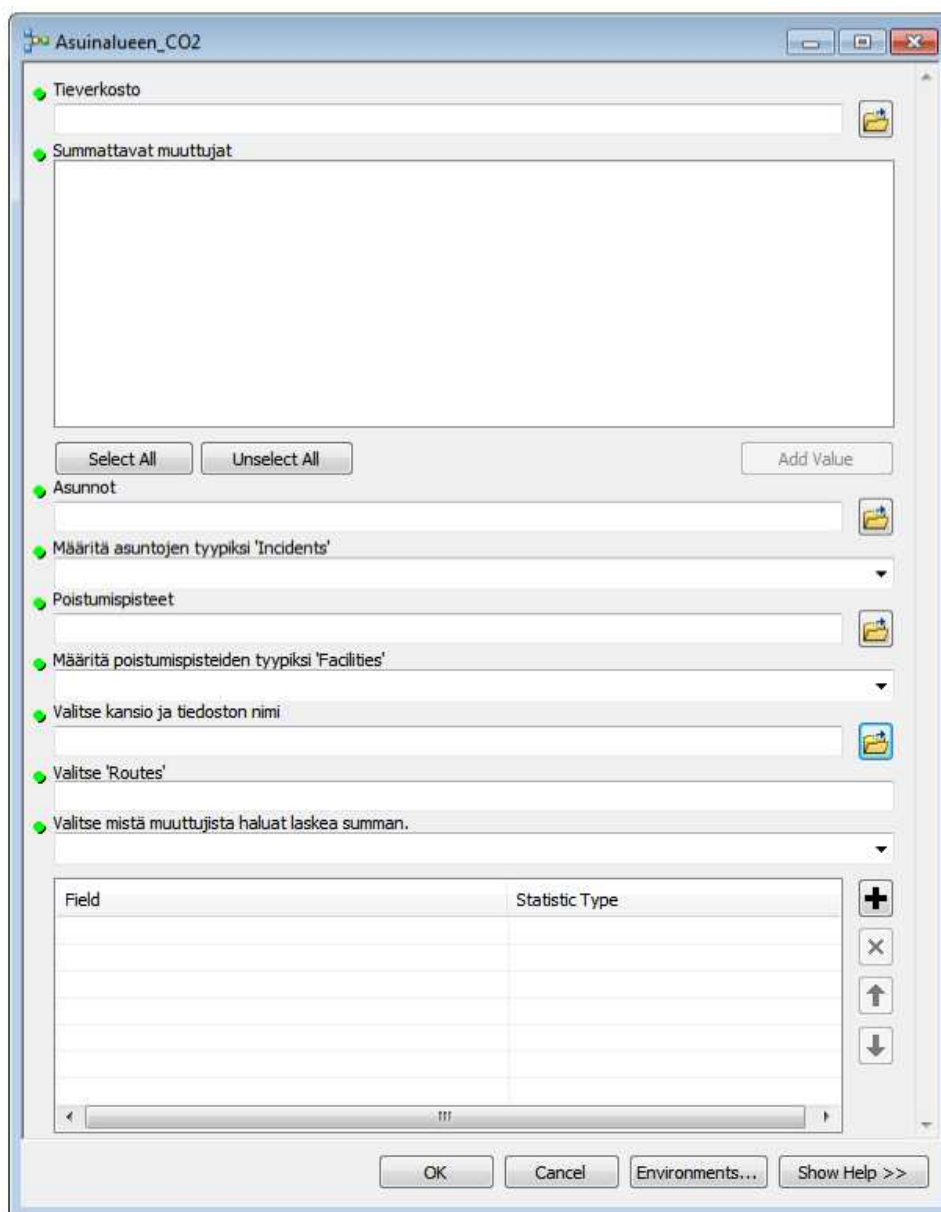 Asuinalueen_CO2
Tieverkosto
Summattavat muuttujat
Select All Unselect All Add Value
Asunnot
Määritä asuntojen tyypiksi 'Incidents'
Poistumispisteet
Määritä poistumispisteiden tyypiksi 'Facilities'
Valitse kansio ja tiedoston nimi
Valitse 'Routes'
Valitse mistä muuttujista haluat laskea summan.
Field Statistic Type
OK Cancel Environments... Show Help >>